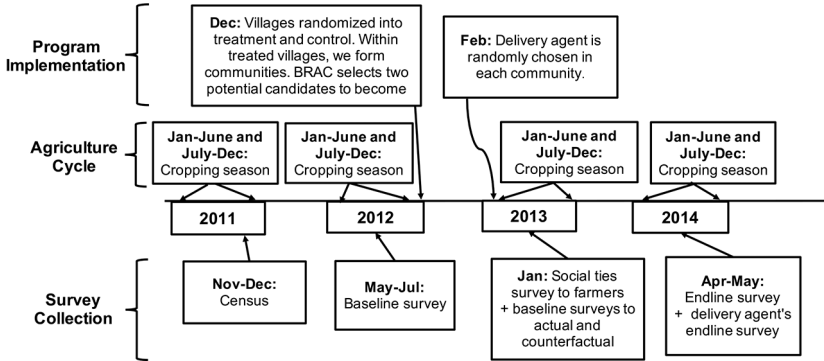 Program
Implementation
Dec: Villages randomized into
treatment and control. Within
treated villages, we form
communities. BRAC selects two
potential candidates to become
Feb: Delivery agent is
randomly chosen in
each community.
Agriculture
Cycle
Jan-June and
July-Dec:
Cropping season
Jan-June and
July-Dec:
Cropping season
Jan-June and
July-Dec:
Cropping season
Jan-June and
July-Dec:
Cropping season
2011
2012
2013
2014
Survey
Collection
Nov-Dec:
Census
May-Jul:
Baseline survey
Jan: Social ties
survey to farmers
+ baseline surveys to
actual and
counterfactual
Apr-May:
Endline survey
+ delivery agent's
endline survey